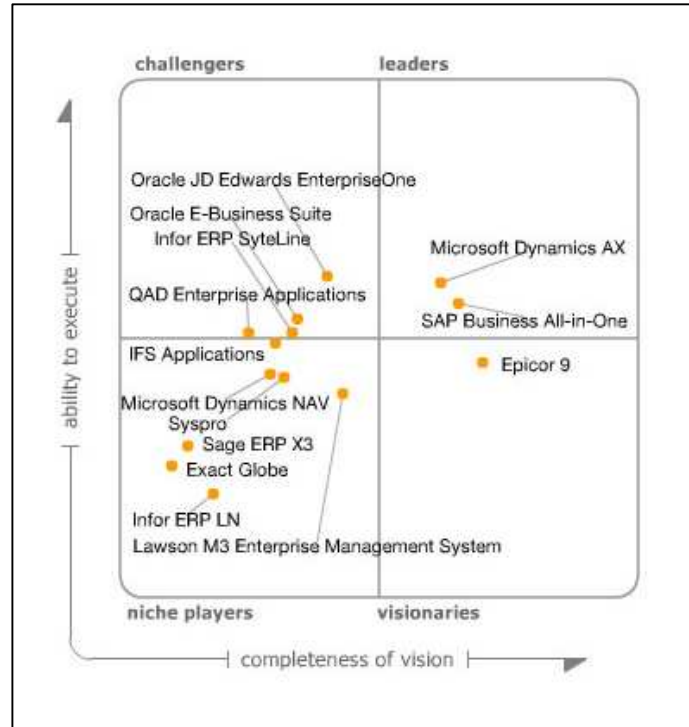 challengers
leaders
Oracle JD Edwards EnterpriseOne
Oracle E-Business Suite
Infor ERP SyteLine
Microsoft Dynamics AX
QAD Enterprise Applications
SAP Business All-in-One
IFS Applications
Epicor 9
Microsoft Dynamics NAV
Syspro
Sage ERP X3
Exact Globe
Infor ERP LN
Lawson M3 Enterprise Management System
niche players
visionaries
ability to execute
completeness of vision